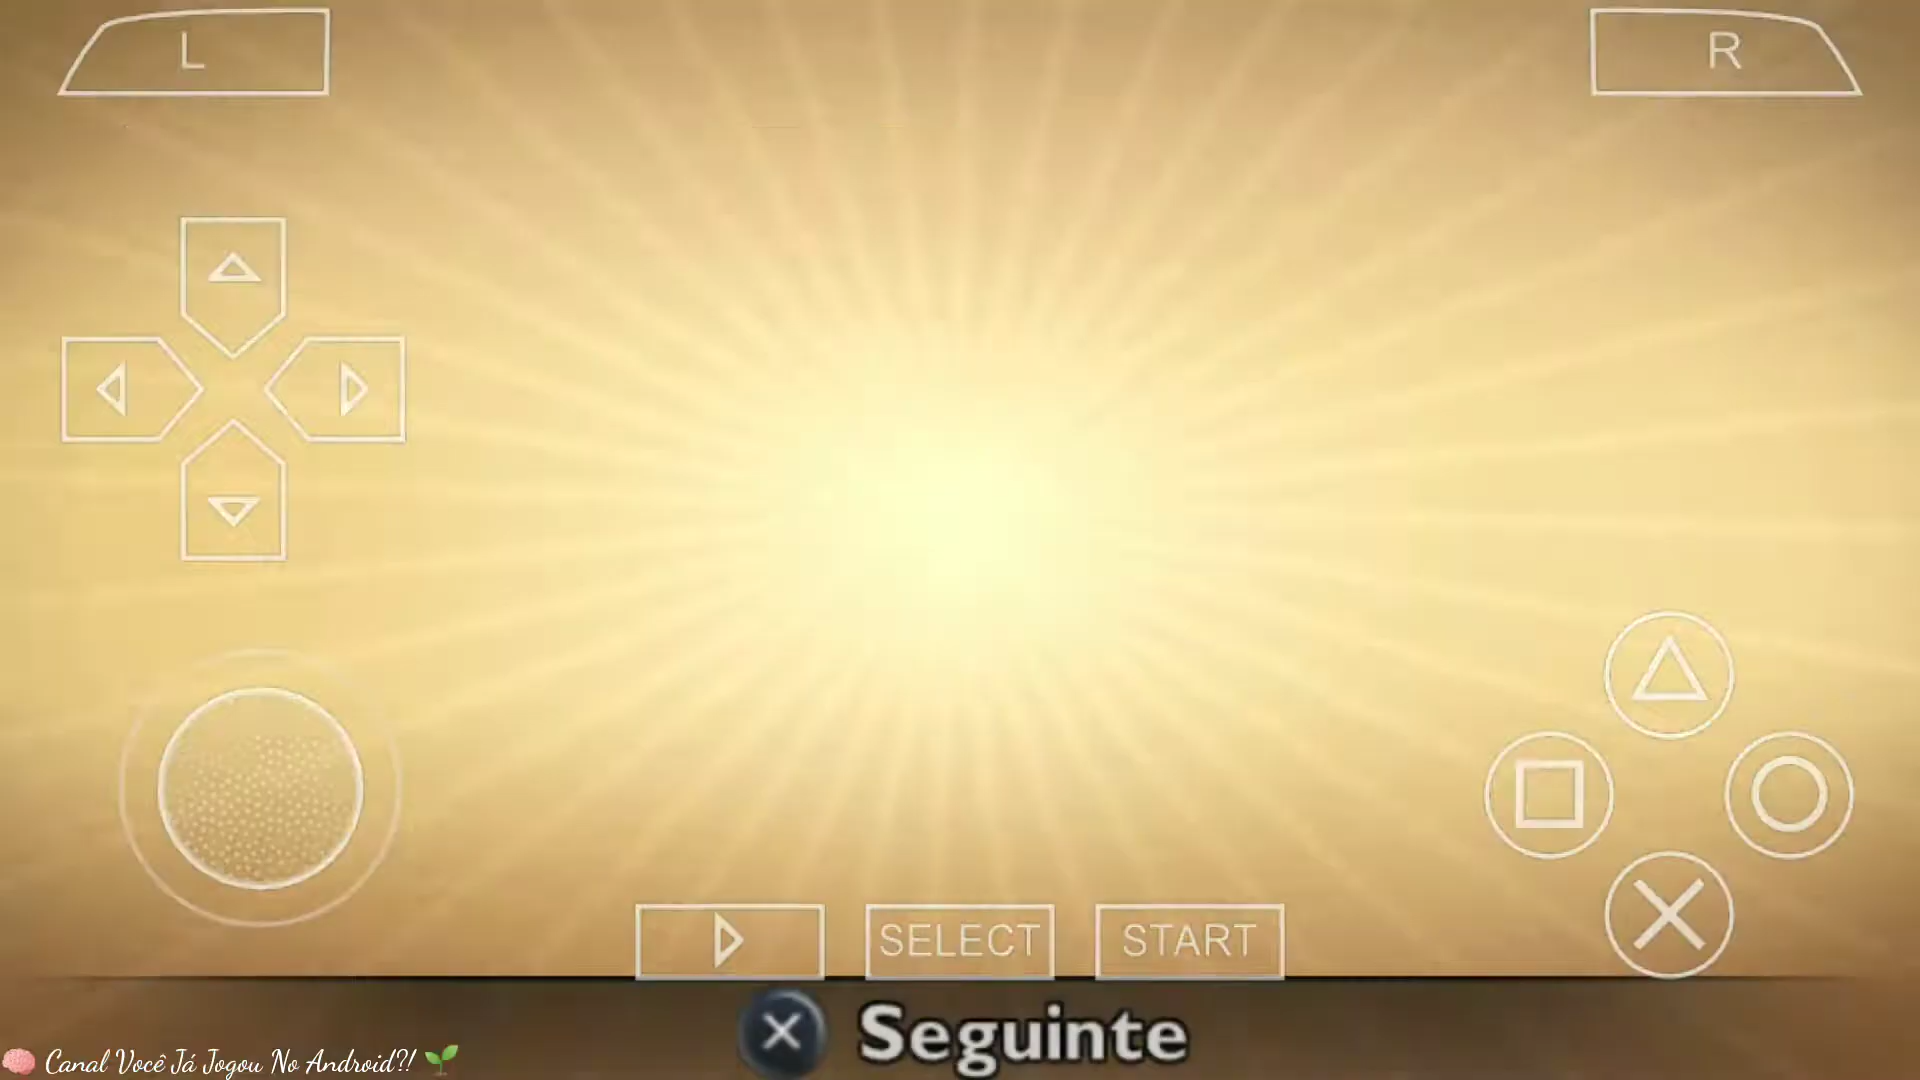 L
R
SELECT
START
Seguinte
Canal Você Já Jogou No Android?!